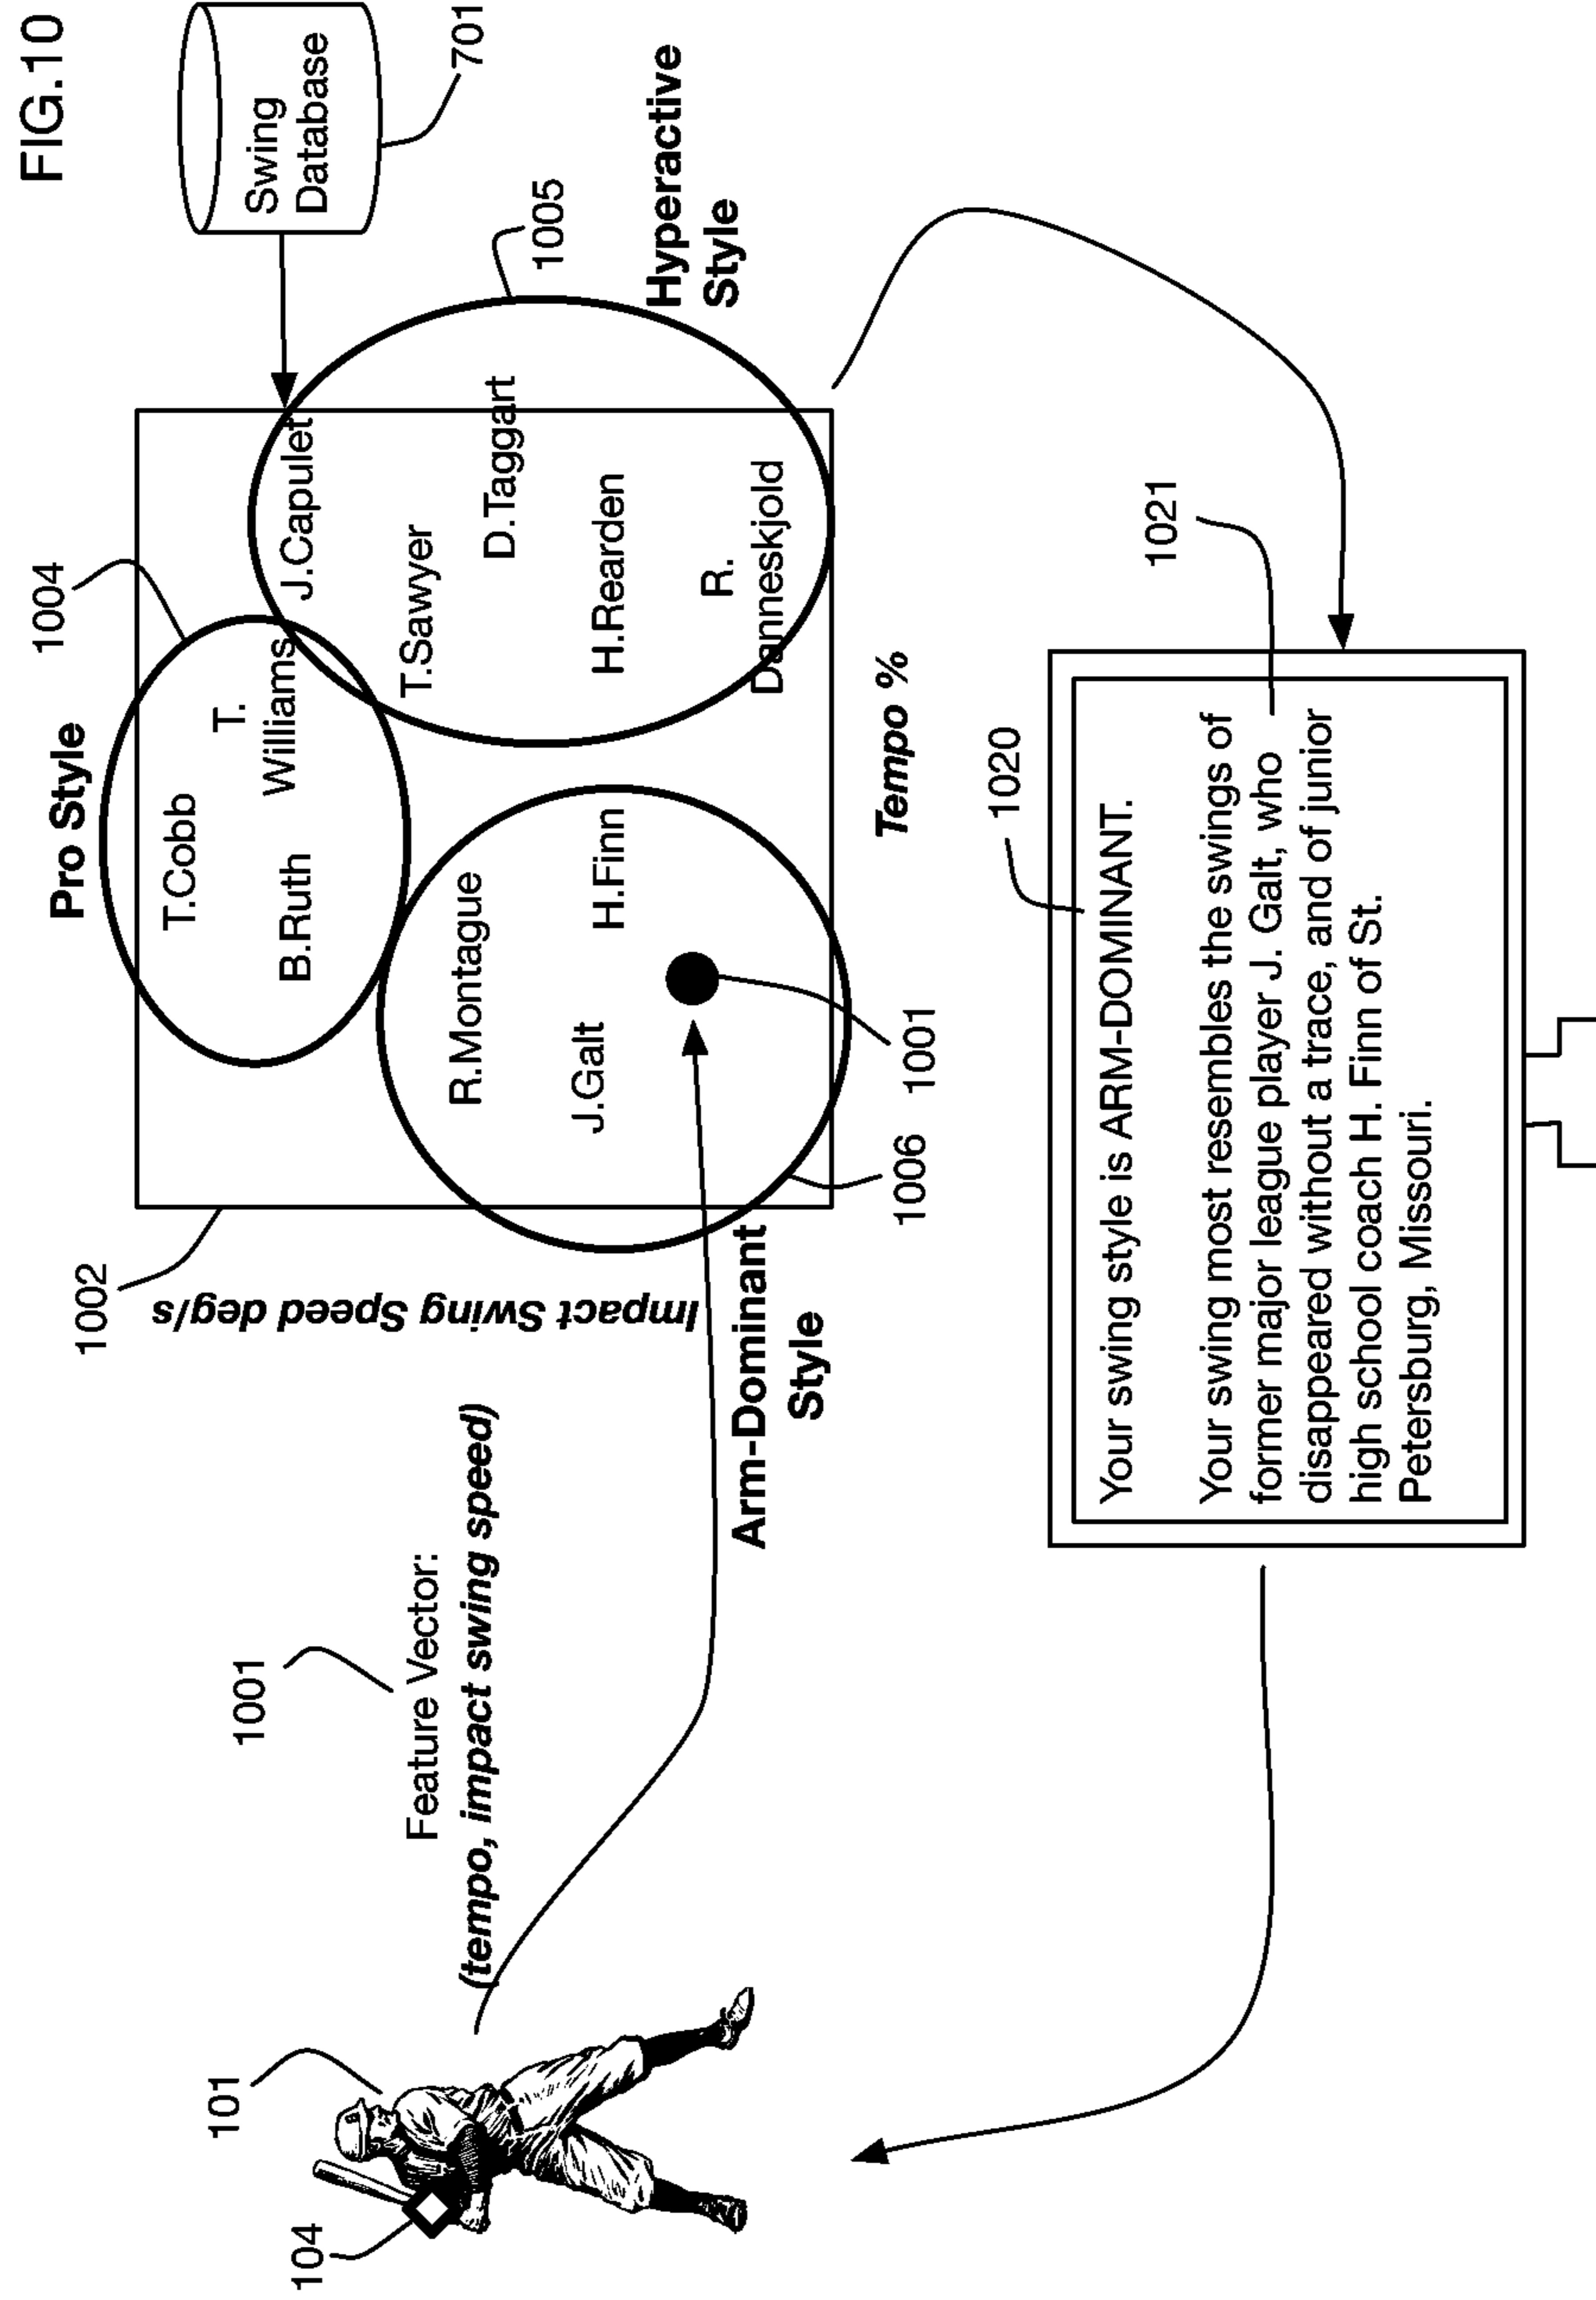 FIG.10
Swing
Database
701
1004
Pro Style
1002
1001
101
104
Feature Vector:
(tempo, impact swing speed)
Impact Swing Speed deg/s
T.Cobb
T.
Williams
B.Ruth
J.Capulet
1005
T.Sawyer
D.Taggart
H.Rearden
R.
Danneskjold
Hyperactive
Style
R.Montague
H.Finn
J.Galt
Arm-Dominant
Style
1006
1001
Tempo %
1020
1021
Your swing style is ARM-DOMINANT.
Your swing most resembles the swings of
former major league player J. Galt, who
disappeared without a trace, and of junior
high school coach H. Finn of St.
Petersburg, Missouri.